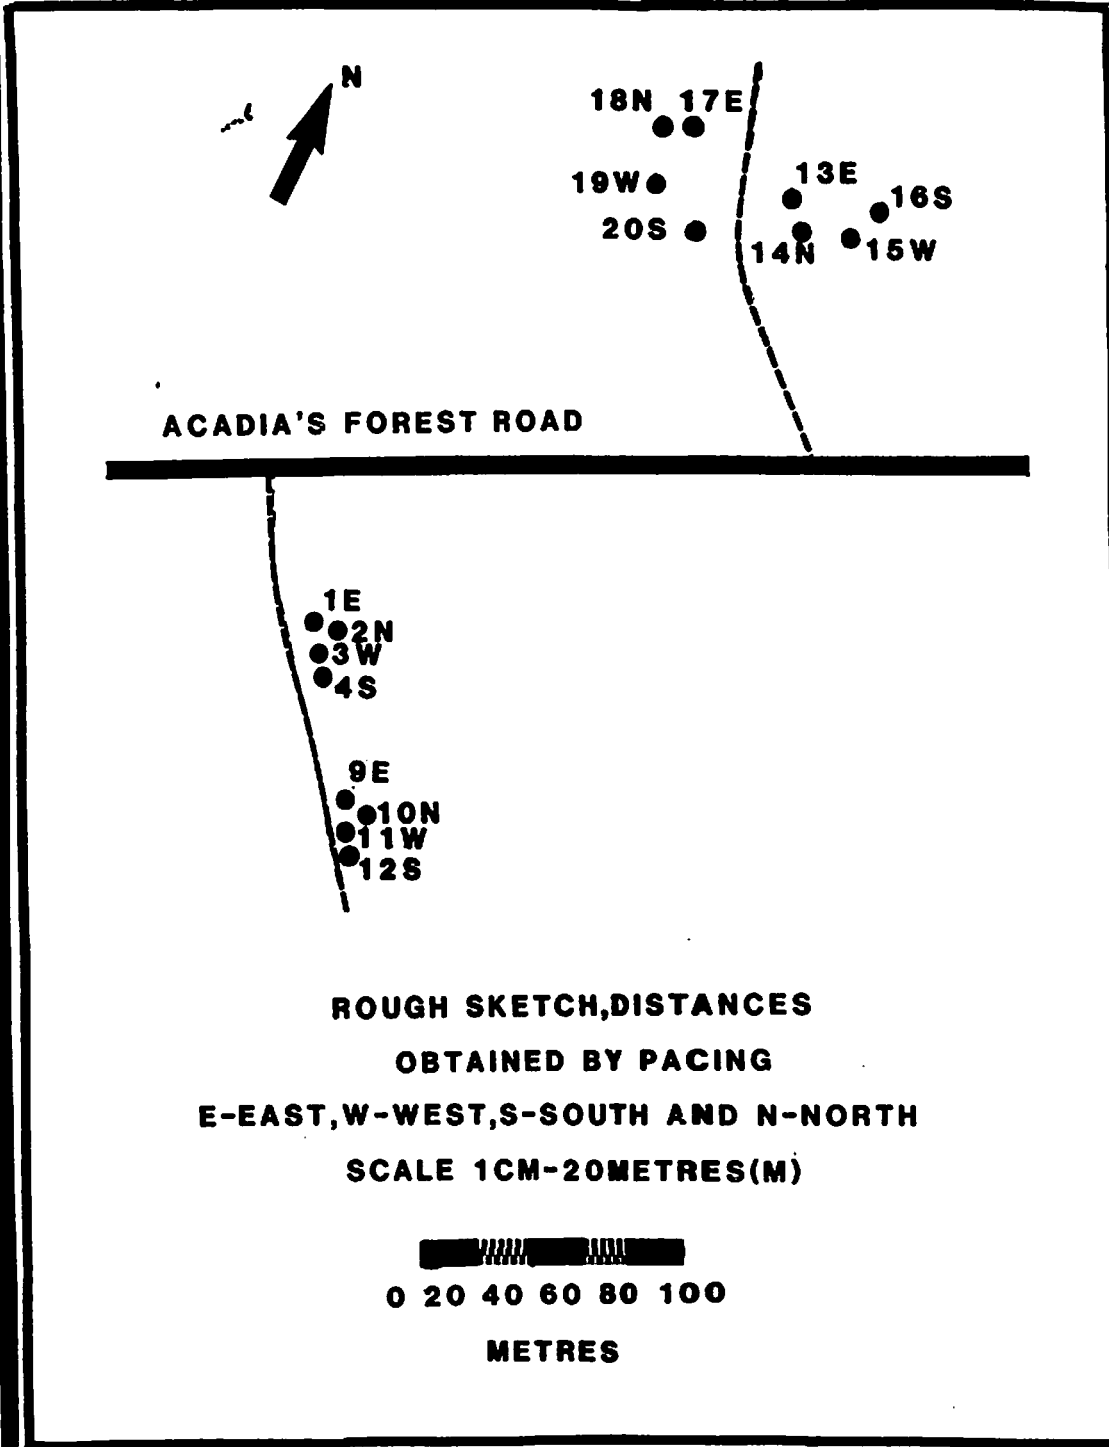 N
18N 17E
19W
20S
13E
16S
14N
15W
ACADIA'S FOREST ROAD
1E
2N
3W
4S
9E
10N
11W
12S
ROUGH SKETCH,DISTANCES
OBTAINED BY PACING
E-EAST,W-WEST,S-SOUTH AND N-NORTH
SCALE 1CM-20METRES(M)
0 20 40 60 80 100
METRES